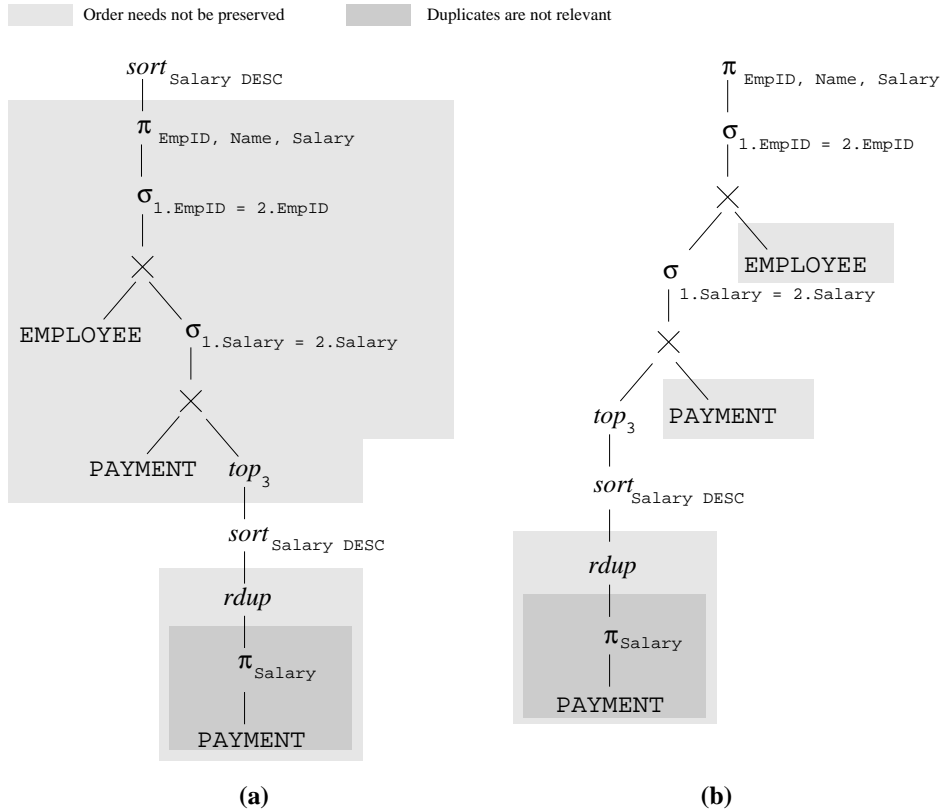 Order needs not be preserved
Duplicates are not relevant
sort Salary DESC
π EmpID, Name, Salary
σ 1.EmpID = 2.EmpID
×
EMPLOYEE
σ 1.Salary = 2.Salary
×
PAYMENT
top 3
sort Salary DESC
rdup
π Salary
PAYMENT
(a)
π EmpID, Name, Salary
σ 1.EmpID = 2.EmpID
×
EMPLOYEE
σ 1.Salary = 2.Salary
×
PAYMENT
top 3
sort Salary DESC
rdup
π Salary
PAYMENT
(b)